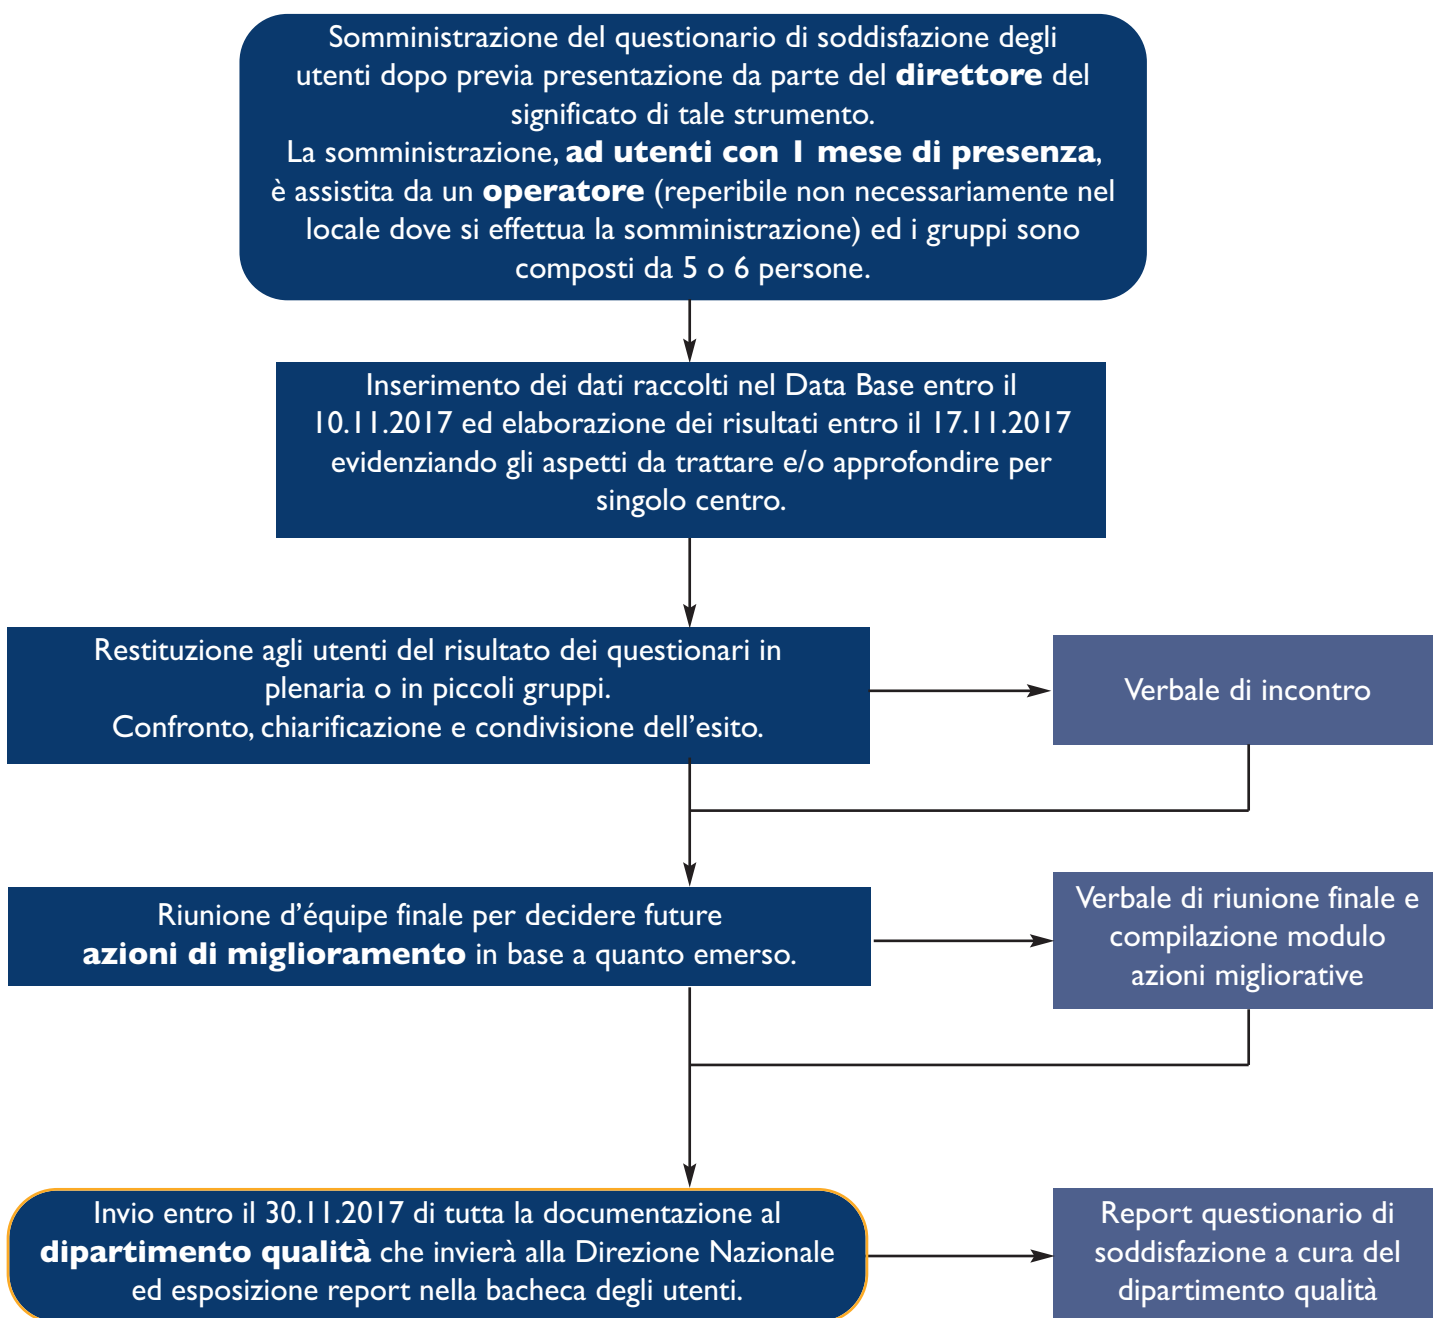 Somministrazione del questionario di soddisfazione degli
utenti dopo previa presentazione da parte del direttore del
significato di tale strumento.
La somministrazione, ad utenti con 1 mese di presenza,
è assistita da un operatore (reperibile non necessariamente nel
locale dove si effettua la somministrazione) ed i gruppi sono
composti da 5 o 6 persone.
Inserimento dei dati raccolti nel Data Base entro il
10.11.2017 ed elaborazione dei risultati entro il 17.11.2017
evidenziando gli aspetti da trattare e/o approfondire per
singolo centro.
Restituzione agli utenti del risultato dei questionari in
plenaria o in piccoli gruppi.
Confronto, chiarificazione e condivisione dell'esito.
Verbale di incontro
Riunione d'équipe finale per decidere future
azioni di miglioramento in base a quanto emerso.
Verbale di riunione finale e
compilazione modulo
azioni migliorative
Invio entro il 30.11.2017 di tutta la documentazione al
dipartimento qualità che invierà alla Direzione Nazionale
ed esposizione report nella bacheca degli utenti.
Report questionario di
soddisfazione a cura del
dipartimento qualità